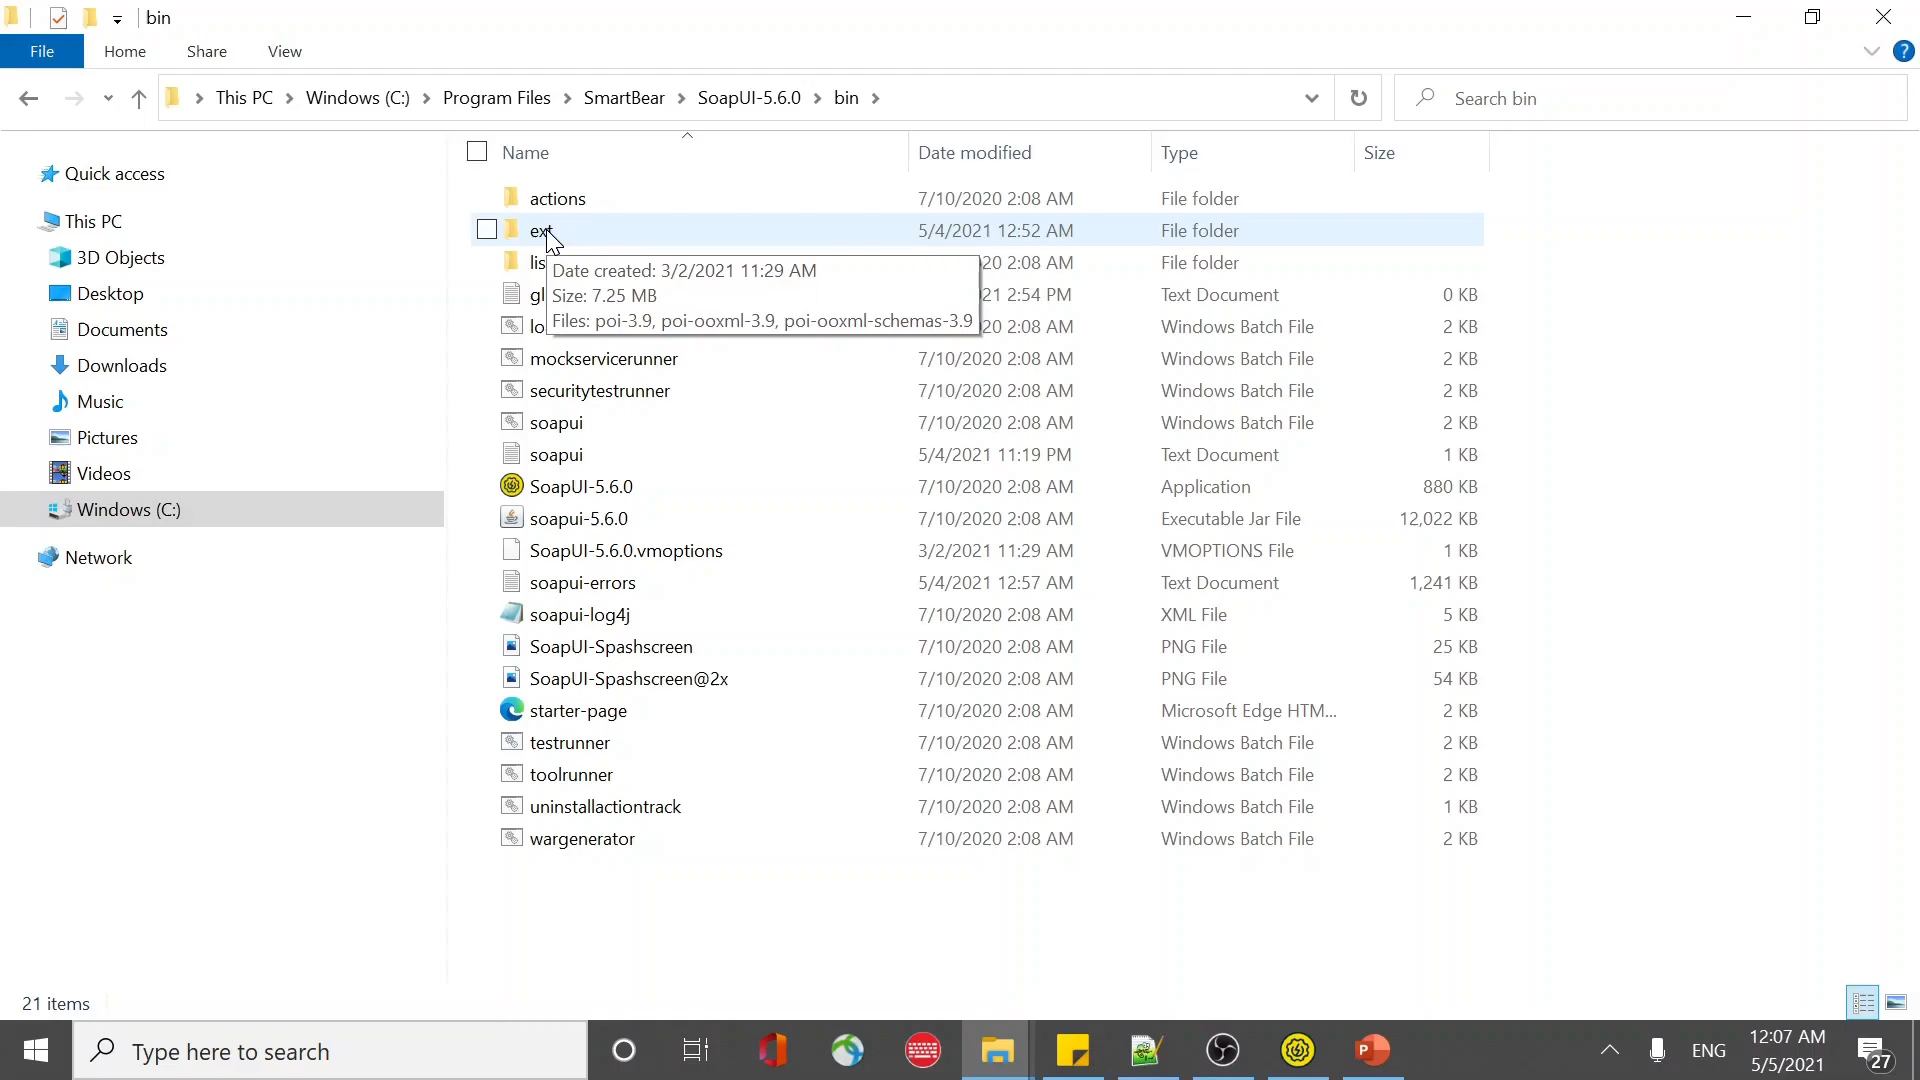 bin
File Home Share View
This PC Windows (C:) Program Files SmartBear SoapUI-5.6.0 bin
Search bin
Name Date modified Type Size
Quick access
This PC
3D Objects
Desktop
Documents
Downloads
Music
Pictures
Videos
Windows (C:)
Network
actions 7/10/2020 2:08 AM File folder
ext 5/4/2021 12:52 AM File folder
lis 20 2:08 AM File folder
Date created: 3/2/2021 11:29 AM
Size: 7.25 MB
Files: poi-3.9, poi-ooxml-3.9, poi-ooxml-schemas-3.9
gl 21 2:54 PM Text Document 0 KB
lo 20 2:08 AM Windows Batch File 2 KB
mockservicerunner 7/10/2020 2:08 AM Windows Batch File 2 KB
securitytestrunner 7/10/2020 2:08 AM Windows Batch File 2 KB
soapui 7/10/2020 2:08 AM Windows Batch File 2 KB
soapui 5/4/2021 11:19 PM Text Document 1 KB
SoapUI-5.6.0 7/10/2020 2:08 AM Application 880 KB
soapui-5.6.0 7/10/2020 2:08 AM Executable Jar File 12,022 KB
SoapUI-5.6.0.vmoptions 3/2/2021 11:29 AM VMOPTIONS File 1 KB
soapui-errors 5/4/2021 12:57 AM Text Document 1,241 KB
soapui-log4j 7/10/2020 2:08 AM XML File 5 KB
SoapUI-Spashscreen 7/10/2020 2:08 AM PNG File 25 KB
SoapUI-Spashscreen@2x 7/10/2020 2:08 AM PNG File 54 KB
starter-page 7/10/2020 2:08 AM Microsoft Edge HTM... 2 KB
testrunner 7/10/2020 2:08 AM Windows Batch File 2 KB
toolrunner 7/10/2020 2:08 AM Windows Batch File 2 KB
uninstallactiontrack 7/10/2020 2:08 AM Windows Batch File 1 KB
wargenerator 7/10/2020 2:08 AM Windows Batch File 2 KB
21 items
Type here to search
ENG
12:07 AM
5/5/2021
27